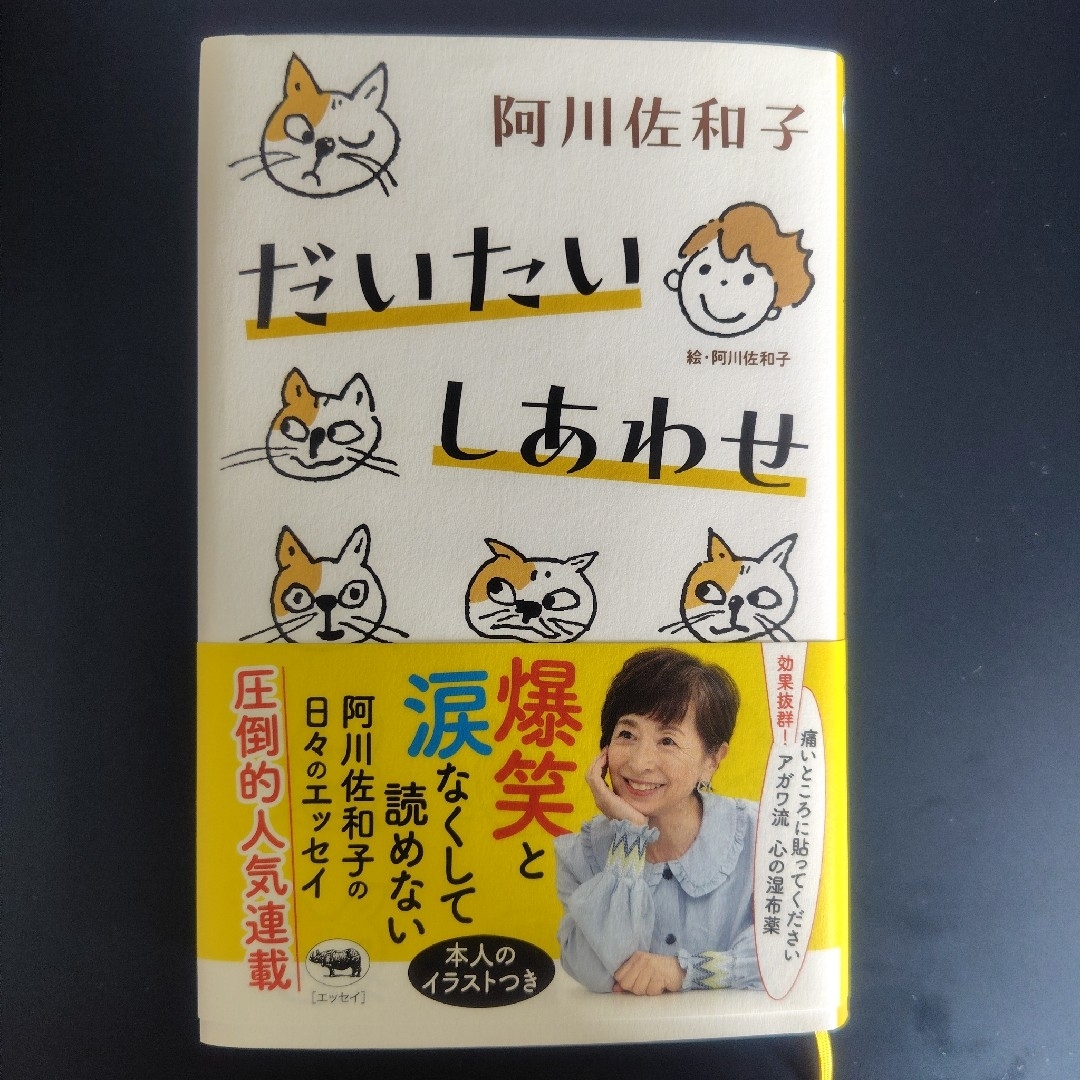 阿川佐和子
だいたい
しあわせ
絵・阿川佐和子
効果抜群！
痛いところに貼ってください
アガワ流 心の湿布薬
爆笑と
涙なくして
読めない
阿川佐和子の
日々のエッセイ
圧倒的人気連載
本人の
イラストつき
［エッセイ］